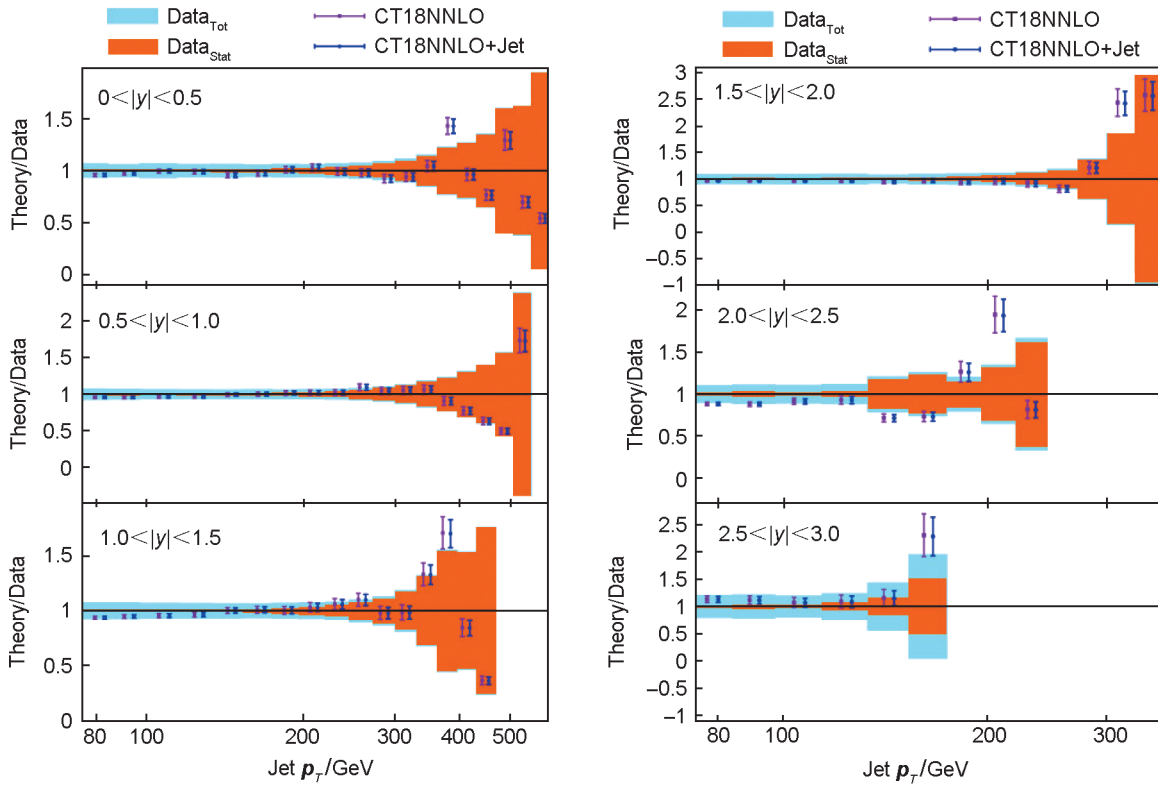 Data_Tot CT18NNLO
Data_Stat CT18NNLO+Jet
0<|y|<0.5
Theory/Data
1.5
1
0.5
0
0.5<|y|<1.0
Theory/Data
2
1.5
1
0.5
0
1.0<|y|<1.5
Theory/Data
1.5
1
0.5
0
80 100 200 300 400 500
Jet p_T/GeV
Data_Tot CT18NNLO
Data_Stat CT18NNLO+Jet
1.5<|y|<2.0
Theory/Data
3
2.5
2
1.5
1
0.5
0
−0.5
−1
2.0<|y|<2.5
Theory/Data
2
1.5
1
0.5
0
2.5<|y|<3.0
Theory/Data
2.5
2
1.5
1
0.5
0
−0.5
−1
80 100 200 300
Jet p_T/GeV